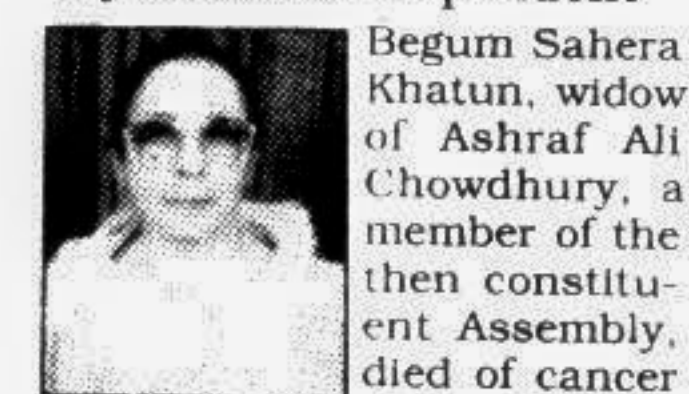 Begum Sahera
Khatun, widow
of Ashraf Ali
Chowdhury, a
member of the
then constitu-
ent Assembly,
died of cancer